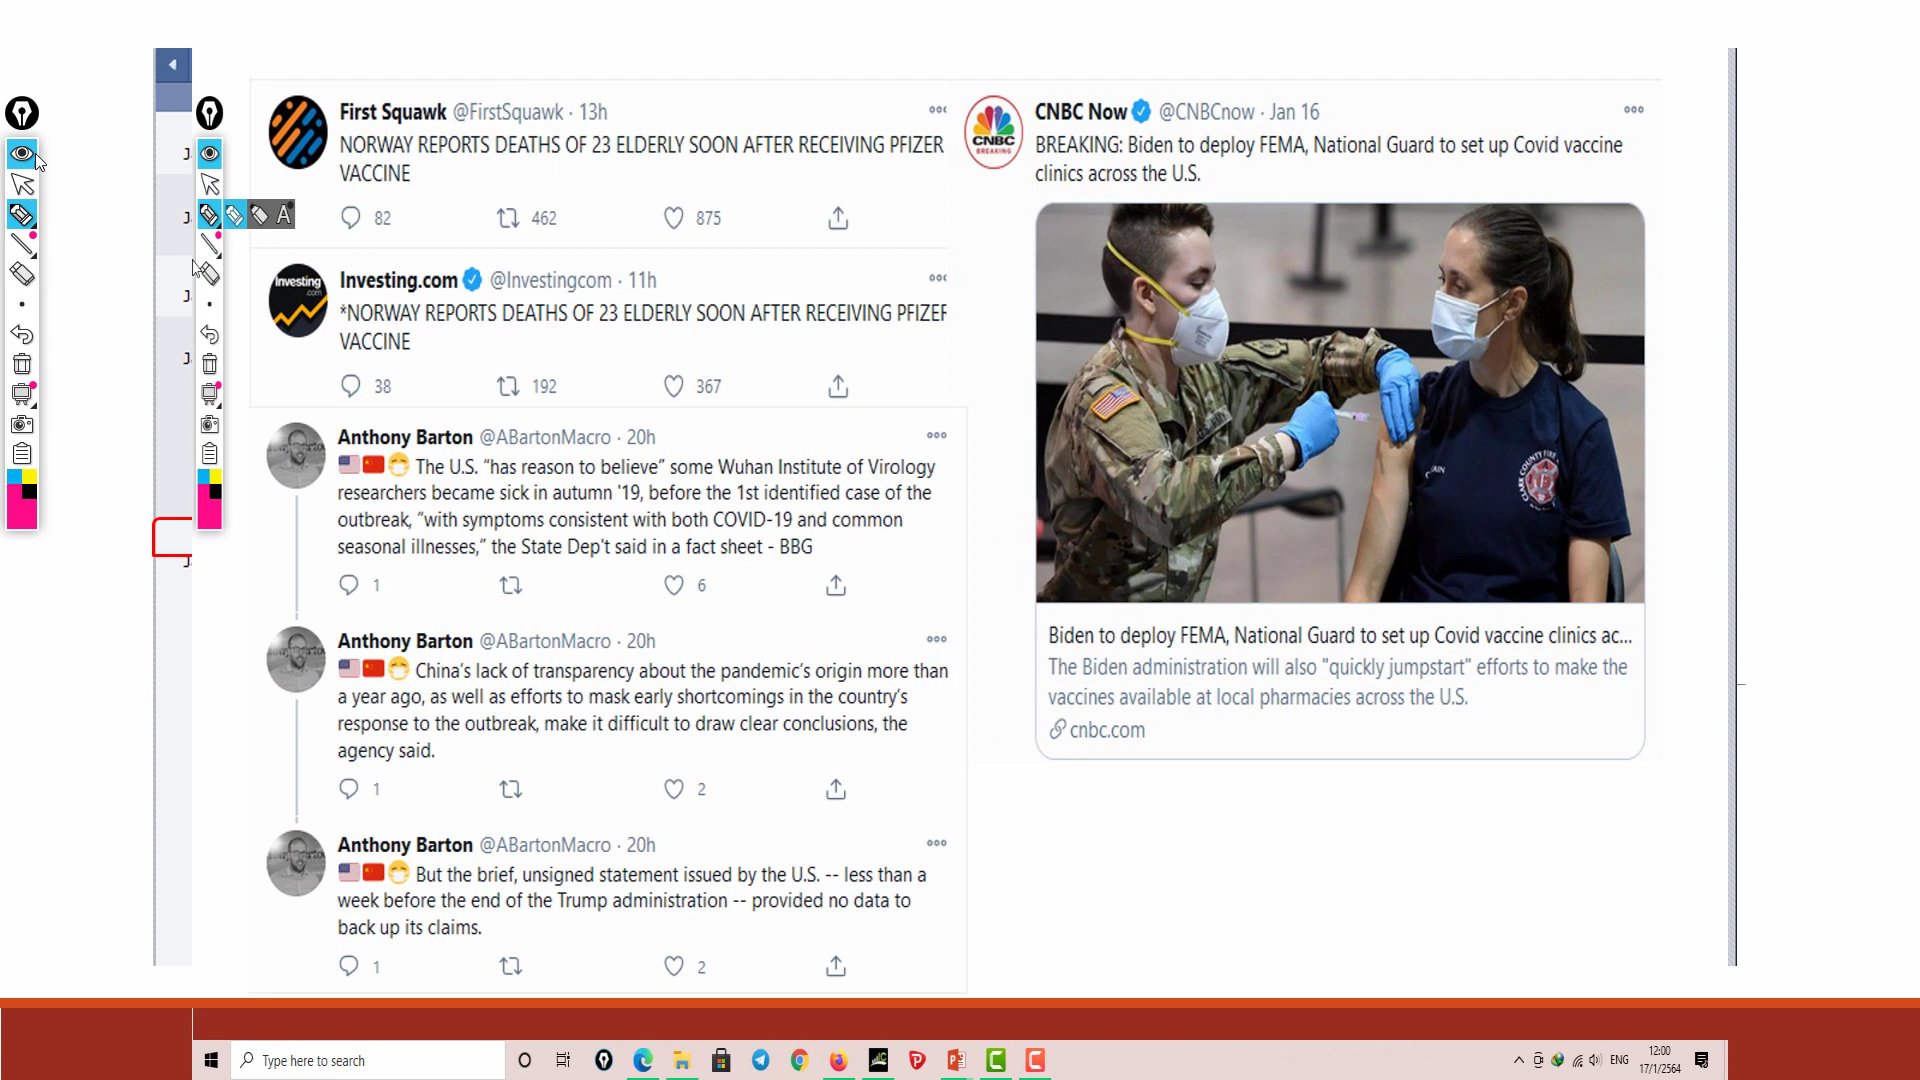 First Squawk @FirstSquawk · 13h
NORWAY REPORTS DEATHS OF 23 ELDERLY SOON AFTER RECEIVING PFIZER
VACCINE
82 462 875
Investing.com @Investingcom · 11h
*NORWAY REPORTS DEATHS OF 23 ELDERLY SOON AFTER RECEIVING PFIZER
VACCINE
38 192 367
Anthony Barton @ABartonMacro · 20h
The U.S. “has reason to believe” some Wuhan Institute of Virology
researchers became sick in autumn '19, before the 1st identified case of the
outbreak, “with symptoms consistent with both COVID-19 and common
seasonal illnesses,” the State Dep't said in a fact sheet - BBG
1 6
Anthony Barton @ABartonMacro · 20h
China’s lack of transparency about the pandemic’s origin more than
a year ago, as well as efforts to mask early shortcomings in the country’s
response to the outbreak, make it difficult to draw clear conclusions, the
agency said.
1 2
Anthony Barton @ABartonMacro · 20h
But the brief, unsigned statement issued by the U.S. -- less than a
week before the end of the Trump administration -- provided no data to
back up its claims.
1 2
CNBC Now @CNBCnow · Jan 16
BREAKING: Biden to deploy FEMA, National Guard to set up Covid vaccine
clinics across the U.S.
CNBC
BREAKING
Investing
.com
Biden to deploy FEMA, National Guard to set up Covid vaccine clinics ac...
The Biden administration will also "quickly jumpstart" efforts to make the
vaccines available at local pharmacies across the U.S.
cnbc.com
A
Type here to search
ENG
12:00
17/1/2564